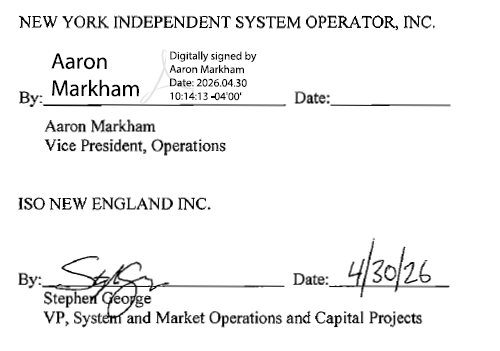 NEW YORK INDEPENDENT SYSTEM OPERATOR, INC.
Aaron Markham
Digitally signed by
Aaron Markham
Date: 2026.04.30
10:14:13 -04'00'
By: Date:
Aaron Markham
Vice President, Operations
ISO NEW ENGLAND INC.
By: Date: 4/30/26
Stephen George
VP, System and Market Operations and Capital Projects